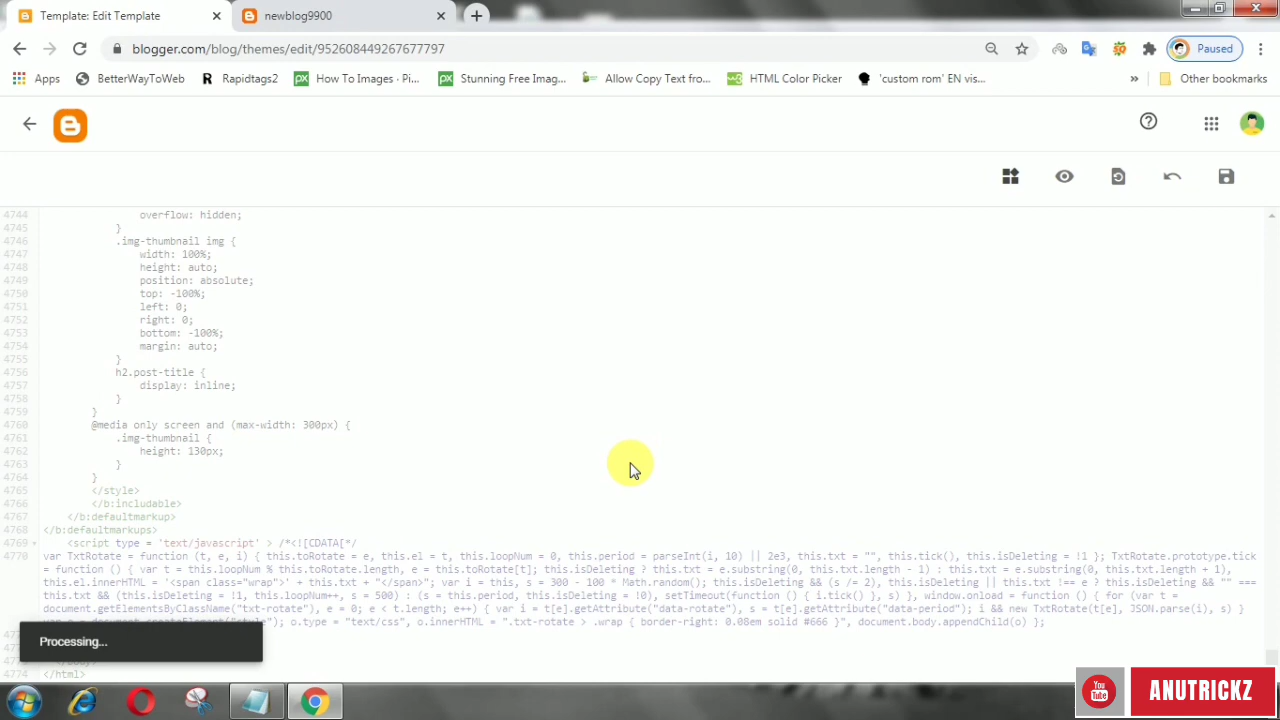 Template: Edit Template
newblog9900
blogger.com/blog/themes/edit/952608449267677797
Paused
Apps
BetterWayToWeb
Rapidtags2
How To Images - Pi...
Stunning Free Imag...
Allow Copy Text from...
HTML Color Picker
'custom rom' EN vis...
»
Other bookmarks
4744 overflow: hidden;
4745 }
4746 .img-thumbnail img {
4747 width: 100%;
4748 height: auto;
4749 position: absolute;
4750 top: -100%;
4751 left: 0;
4752 right: 0;
4753 bottom: -100%;
4754 margin: auto;
4755 }
4756 h2.post-title {
4757 display: inline;
4758 }
4759 }
4760 @media only screen and (max-width: 300px) {
4761 .img-thumbnail {
4762 height: 130px;
4763 }
4764 }
4765 </style>
4766 </b:includable>
4767 </b:defaultmarkup>
4768 </b:defaultmarkups>
4769 <script type = 'text/javascript' > /*<![CDATA[*/
4770 var TxtRotate = function (t, e, i) { this.toRotate = e, this.el = t, this.loopNum = 0, this.period = parseInt(i, 10) || 2e3, this.txt = "", this.tick(), this.isDeleting = !1 }; TxtRotate.prototype.tick
= function () { var t = this.loopNum % this.toRotate.length, e = this.toRotate[t]; this.isDeleting ? this.txt = e.substring(0, this.txt.length - 1) : this.txt = e.substring(0, this.txt.length + 1),
this.el.innerHTML = '<span class="wrap">' + this.txt + "</span>"; var i = this, s = 300 - 100 * Math.random(); this.isDeleting && (s /= 2), this.isDeleting || this.txt !== e ? this.isDeleting && "" ===
this.txt && (this.isDeleting = !1, this.loopNum++, s = 500) : (s = this.period, this.isDeleting = !0), setTimeout(function () { i.tick() }, s) }, window.onload = function () { for (var t =
document.getElementsByClassName("txt-rotate"), e = 0; e < t.length; e++) { var i = t[e].getAttribute("data-rotate"), s = t[e].getAttribute("data-period"); i && new TxtRotate(t[e], JSON.parse(i), s) }
o.type = "text/css", o.innerHTML = ".txt-rotate > .wrap { border-right: 0.08em solid #666 }", document.body.appendChild(o) };
Processing...
4774 </html>
You
Tube
ANUTRICKZ